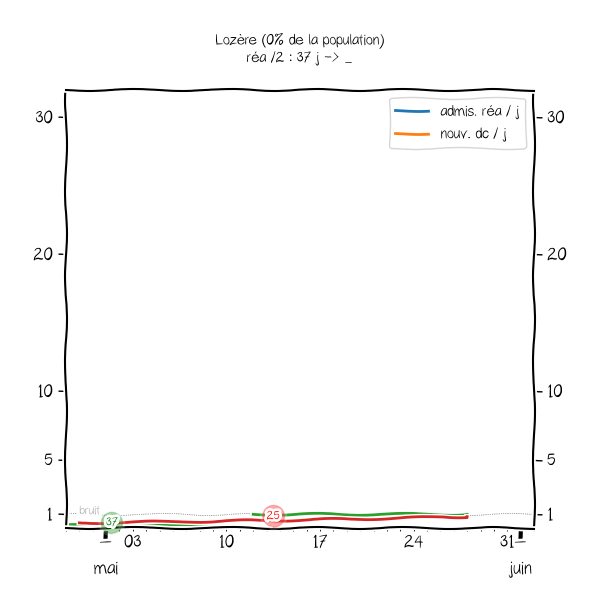 Lozère (0% de la population)
réa /2 : 37 j -> _
admis. réa / j
nouv. dc / j
30 30
20 20
10 10
5 5
1 1
bruit
37
25
03 10 17 24 31
mai juin